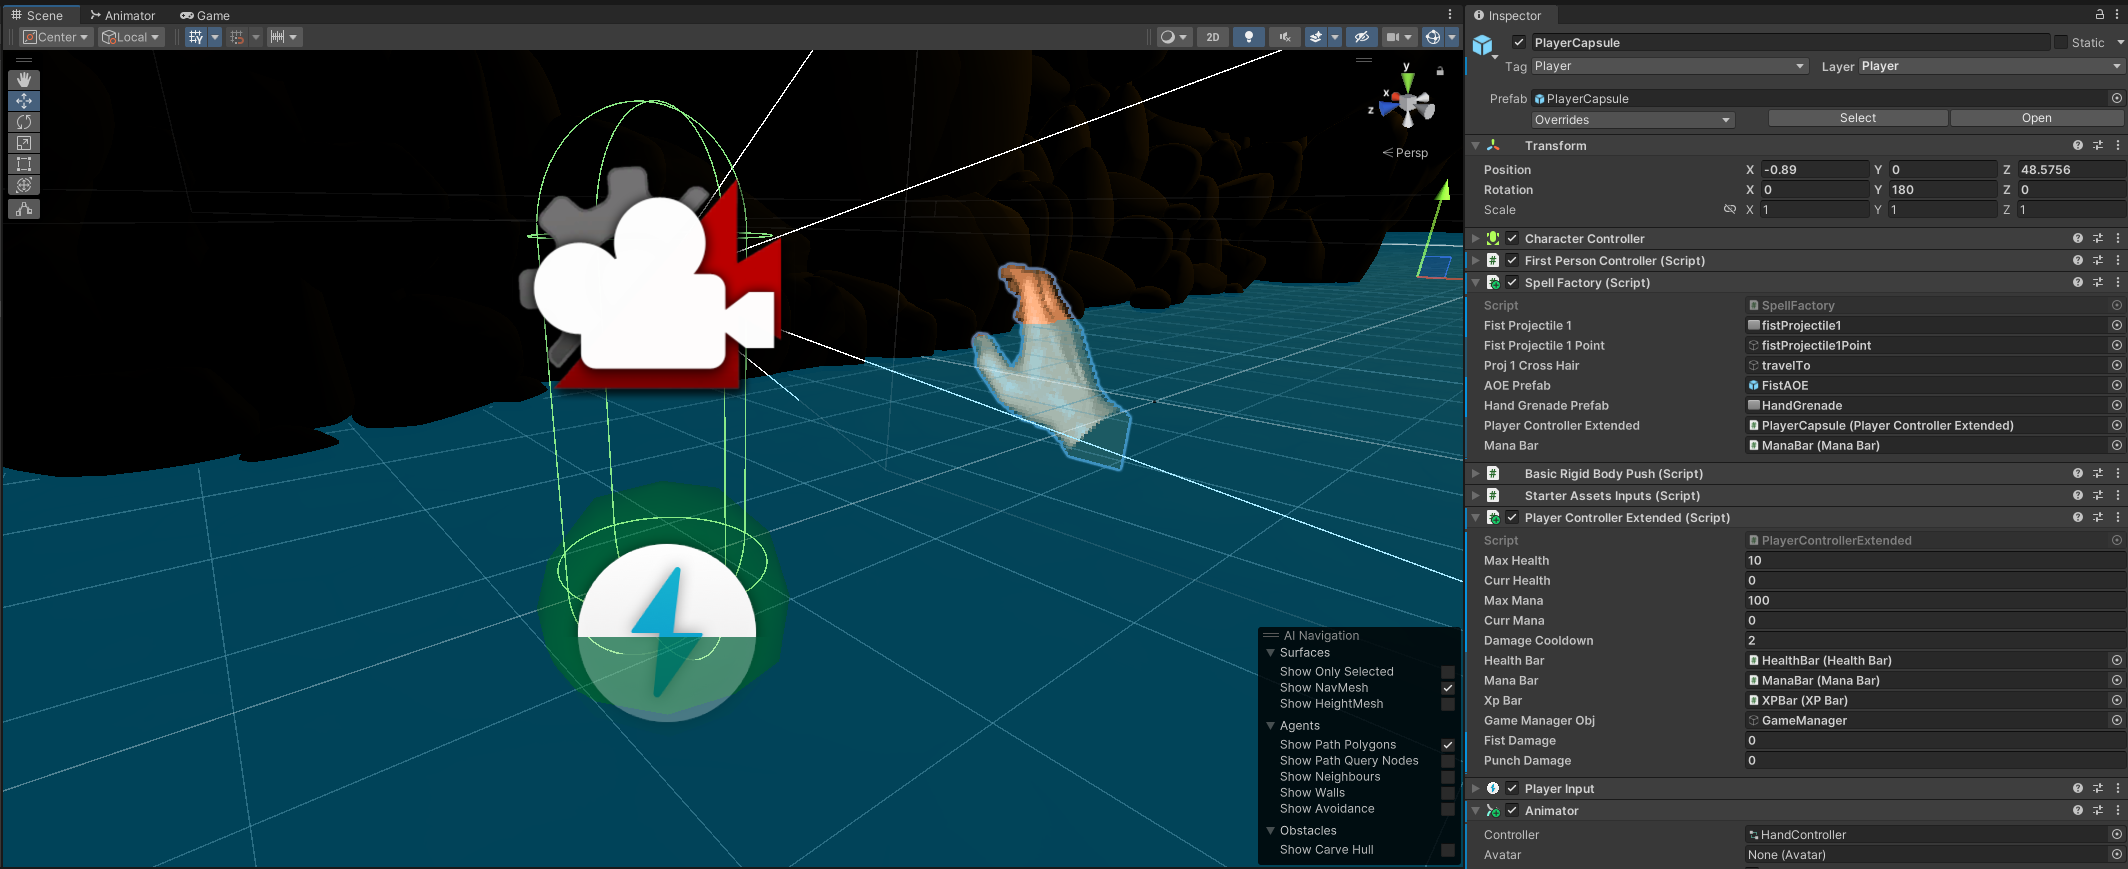 Scene Animator Game
Center Local
2D
y
x
z
Persp
AI Navigation
Surfaces
Show Only Selected
Show NavMesh
Show HeightMesh
Agents
Show Path Polygons
Show Path Query Nodes
Show Neighbours
Show Walls
Show Avoidance
Obstacles
Show Carve Hull
Inspector
PlayerCapsule Static
Tag Player Layer Player
Prefab PlayerCapsule
Overrides Select Open
Transform
Position X -0.89 Y 0 Z 48.5756
Rotation X 0 Y 180 Z 0
Scale X 1 Y 1 Z 1
Character Controller
# First Person Controller (Script)
# Spell Factory (Script)
Script SpellFactory
Fist Projectile 1 fistProjectile1
Fist Projectile 1 Point fistProjectile1Point
Proj 1 Cross Hair travelTo
AOE Prefab FistAOE
Hand Grenade Prefab HandGrenade
Player Controller Extended PlayerCapsule (Player Controller Extended)
Mana Bar ManaBar (Mana Bar)
# Basic Rigid Body Push (Script)
# Starter Assets Inputs (Script)
# Player Controller Extended (Script)
Script PlayerControllerExtended
Max Health 10
Curr Health 0
Max Mana 100
Curr Mana 0
Damage Cooldown 2
Health Bar HealthBar (Health Bar)
Mana Bar ManaBar (Mana Bar)
Xp Bar XPBar (XP Bar)
Game Manager Obj GameManager
Fist Damage 0
Punch Damage 0
Player Input
Animator
Controller HandController
Avatar None (Avatar)